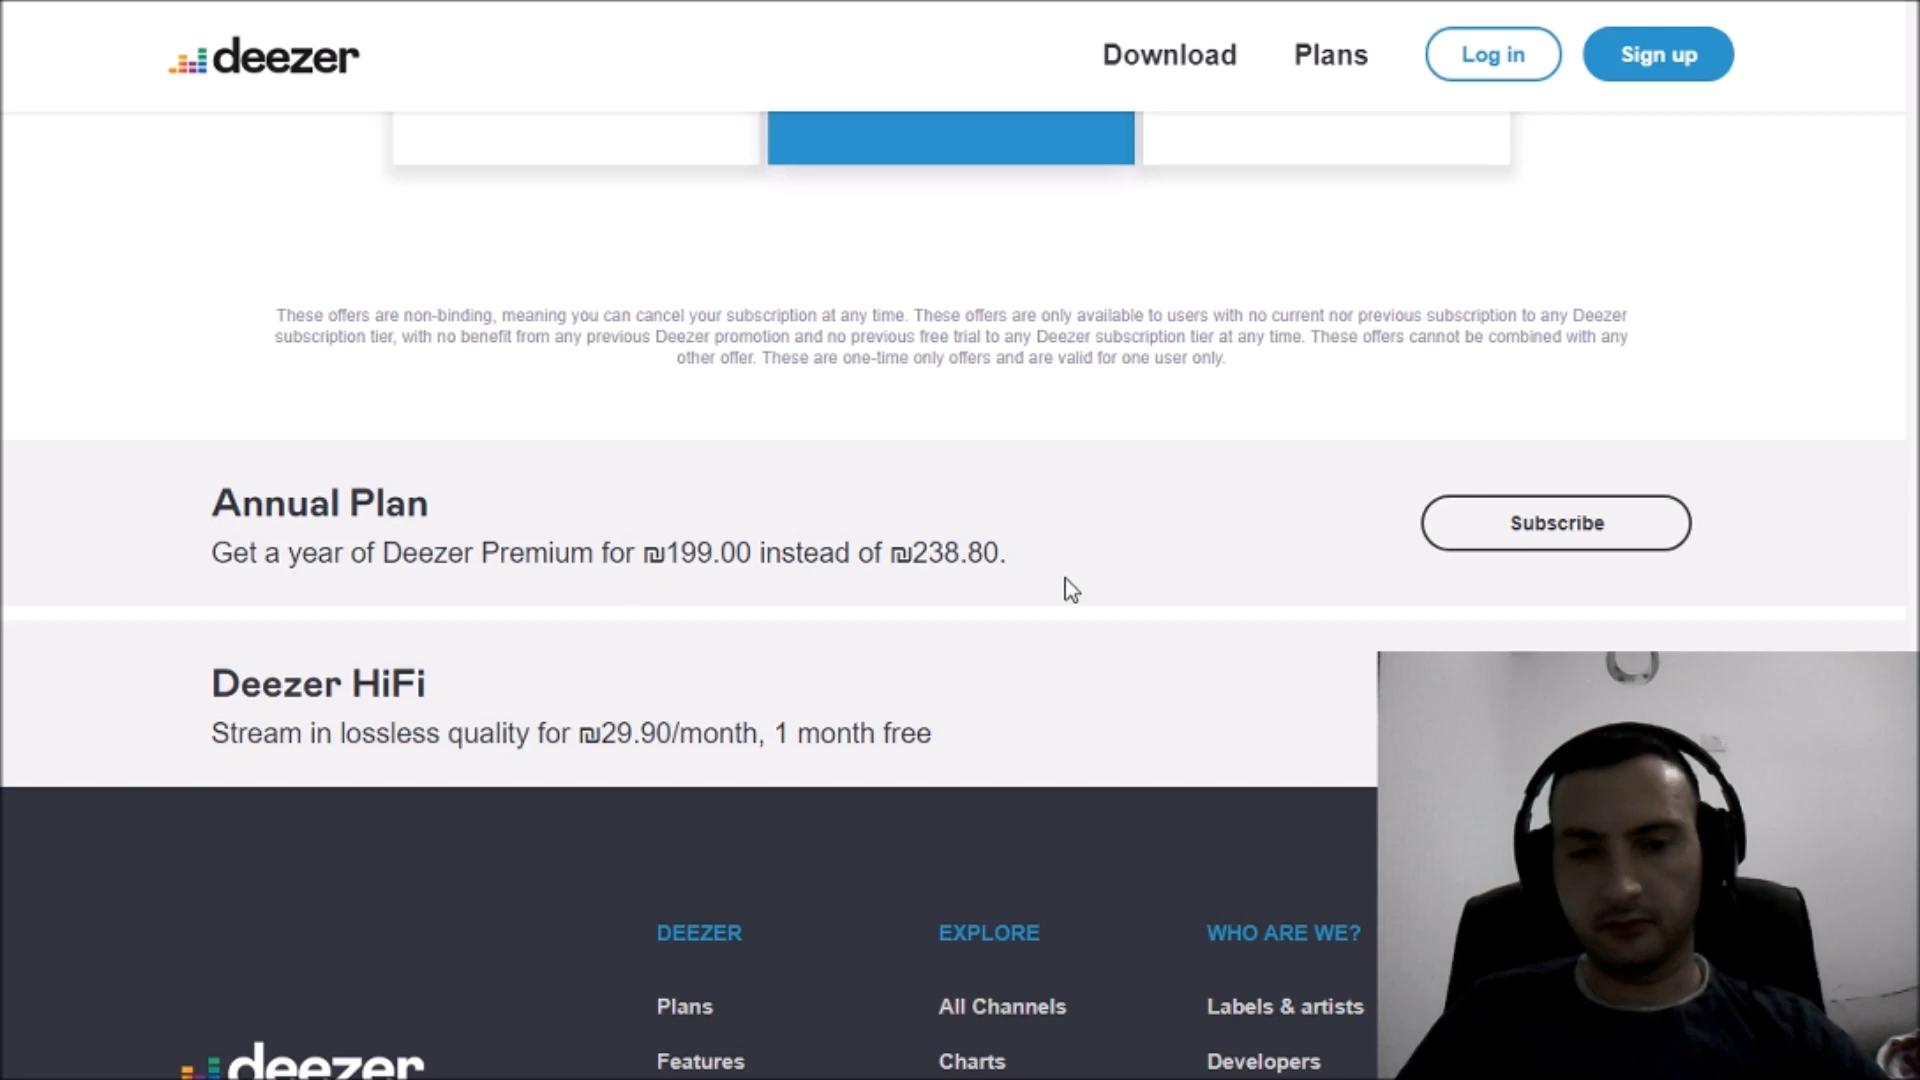 deezer
Download
Plans
Log in
Sign up
These offers are non-binding, meaning you can cancel your subscription at any time. These offers are only available to users with no current nor previous subscription to any Deezer
subscription tier, with no benefit from any previous Deezer promotion and no previous free trial to any Deezer subscription tier at any time. These offers cannot be combined with any
other offer. These are one-time only offers and are valid for one user only.
Annual Plan
Get a year of Deezer Premium for ₪199.00 instead of ₪238.80.
Subscribe
Deezer HiFi
Stream in lossless quality for ₪29.90/month, 1 month free
DEEZER
EXPLORE
WHO ARE WE?
Plans
All Channels
Labels & artists
Features
Charts
Developers
deezer